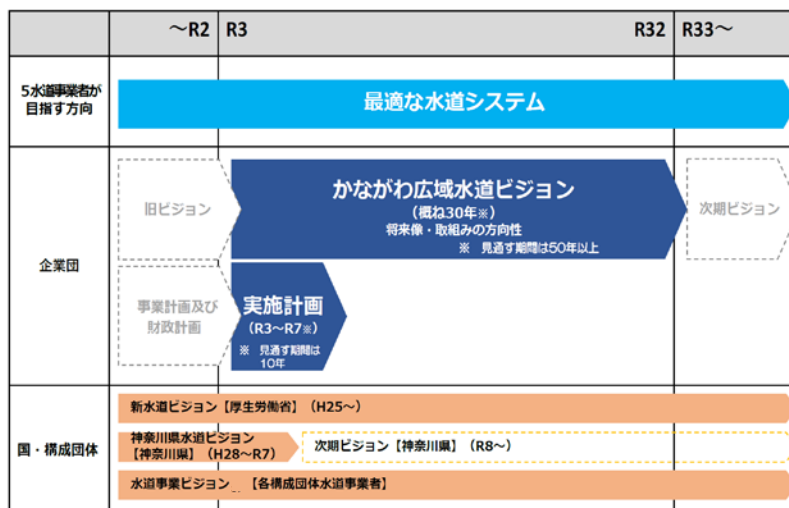 ～R2
R3
R32
R33～
5水道事業者が
目指す方向
最適な水道システム
企業団
旧ビジョン
かながわ広域水道ビジョン
（概ね30年※）
将来像・取組みの方向性
※ 見通す期間は50年以上
次期ビジョン
事業計画及び
財政計画
実施計画
（R3～R7※）
※ 見通す期間は
10年
国・構成団体
新水道ビジョン【厚生労働省】（H25～）
神奈川県水道ビジョン
【神奈川県】（H28～R7）
次期ビジョン【神奈川県】（R8～）
水道事業ビジョン 【各構成団体水道事業者】